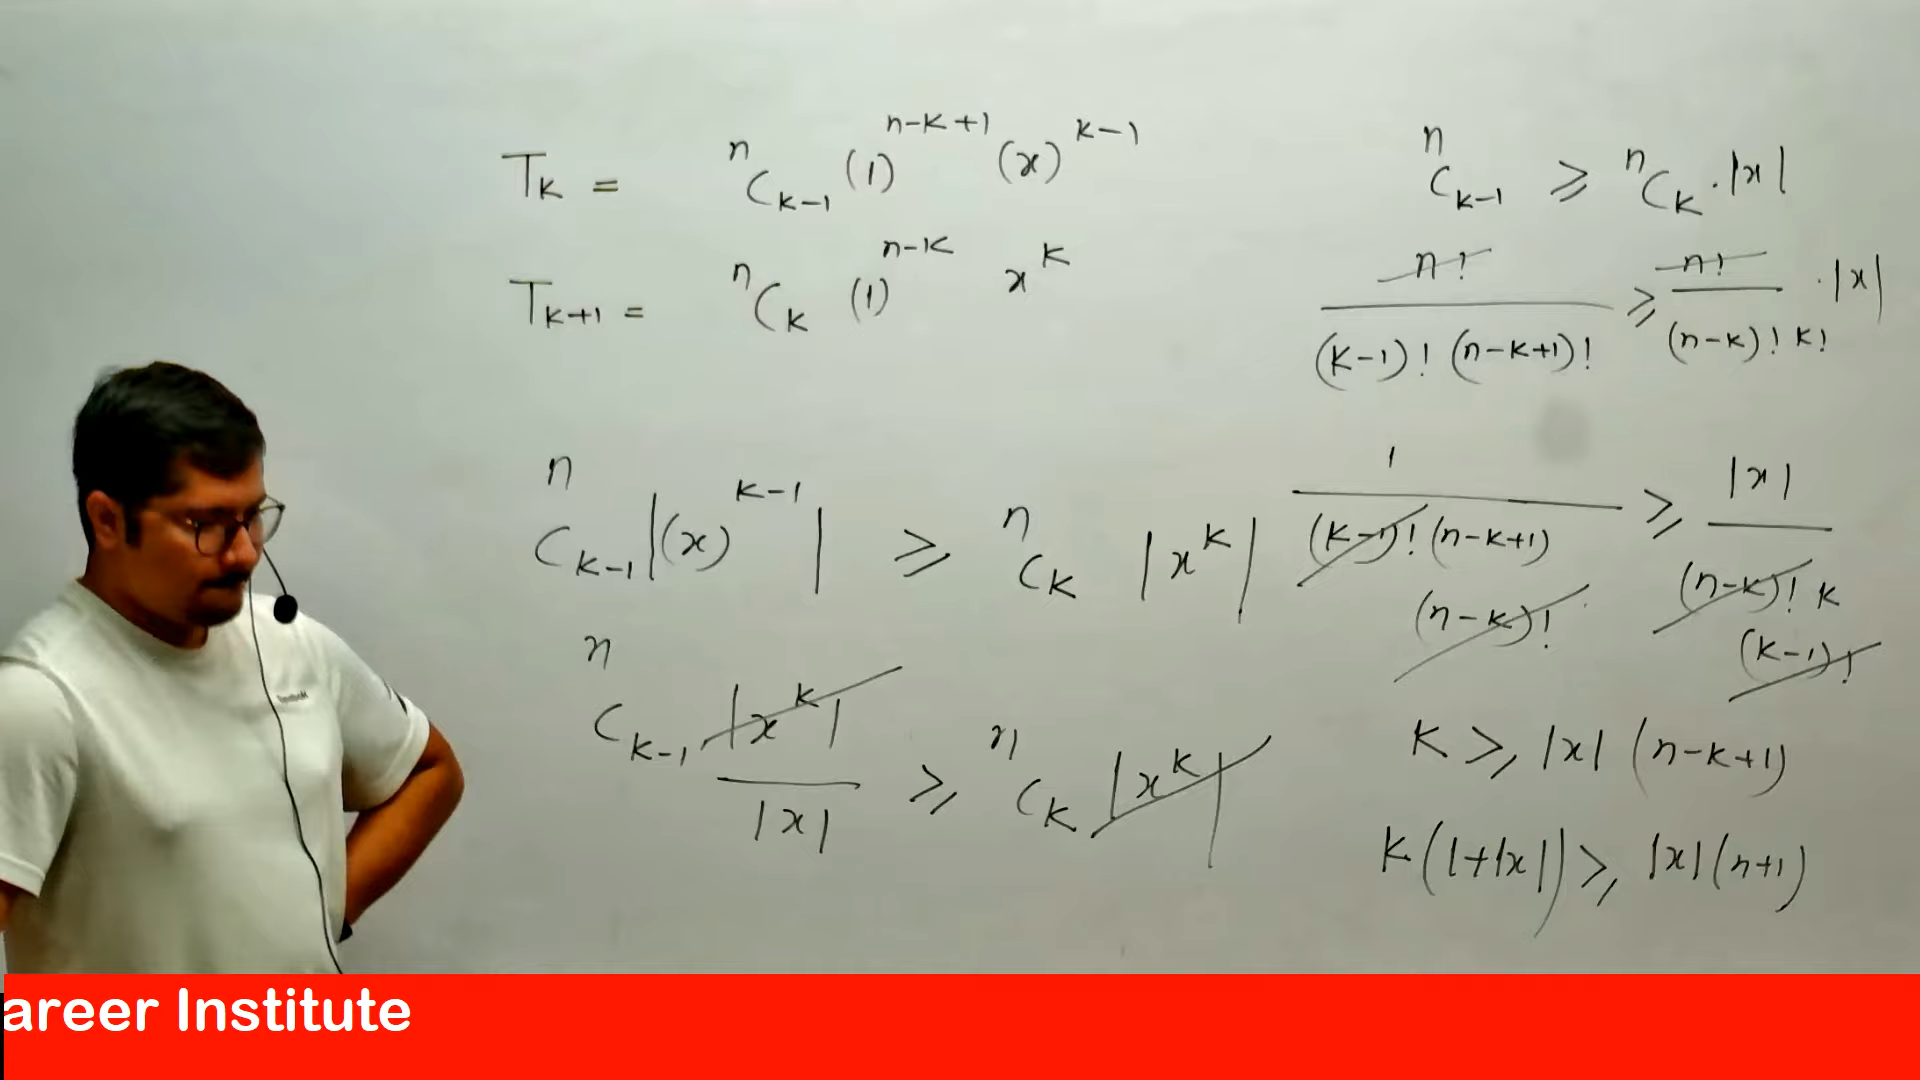 T_k = ⁿC_{k-1} (1)^{n-k+1} (x)^{k-1}
T_{k+1} = ⁿC_k (1)^{n-k} x^k
ⁿC_{k-1} |(x)^{k-1}| ⩾ ⁿC_k |x^k|
ⁿC_{k-1} |x^k| / |x| ⩾ ⁿC_k |x^k|
ⁿC_{k-1} ⩾ ⁿC_k . |x|
n! / (k-1)! (n-k+1)! ⩾ n! / (n-k)! k! . |x|
1 / (k-1)! (n-k+1) (n-k)! ⩾ |x| / (n-k)! k (k-1)!
k ⩾ |x| (n-k+1)
k(1+|x|) ⩾ |x|(n+1)
areer Institute